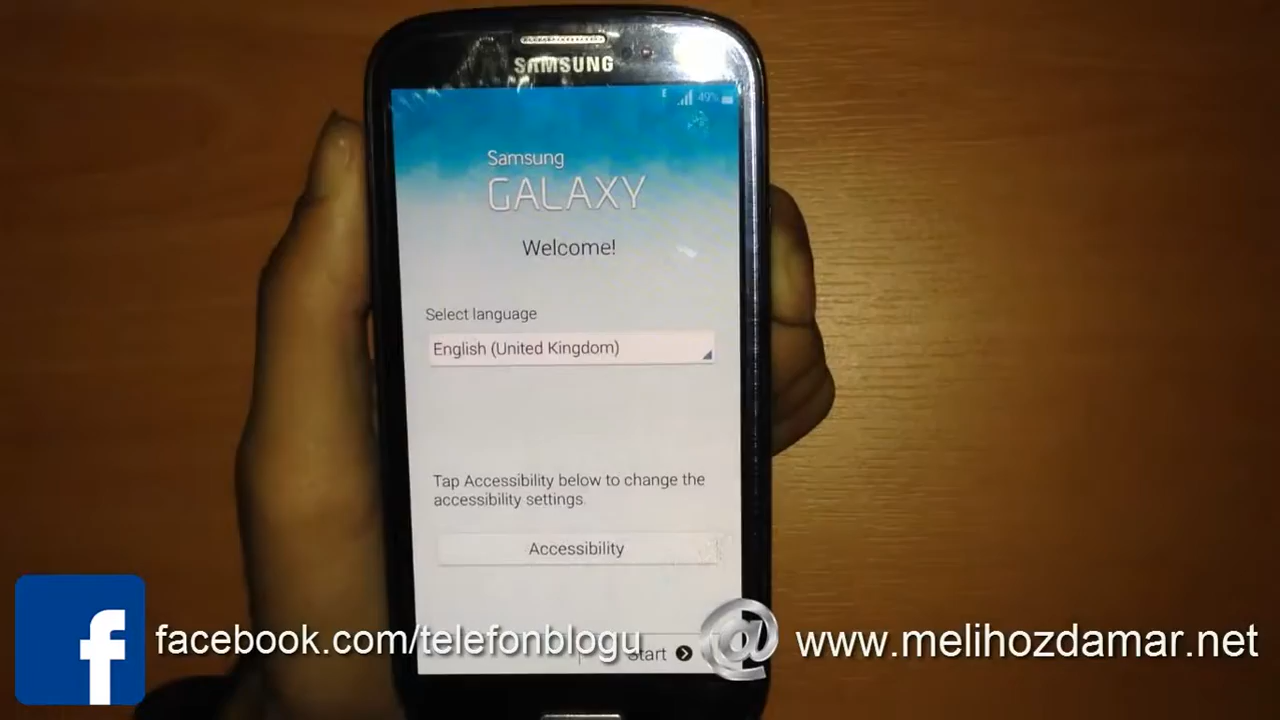 SAMSUNG
E 49%
Samsung
GALAXY
Welcome!
Select language
English (United Kingdom)
Tap Accessibility below to change the
accessibility settings.
Accessibility
Start
facebook.com/telefonblogu
@ www.melihozdamar.net